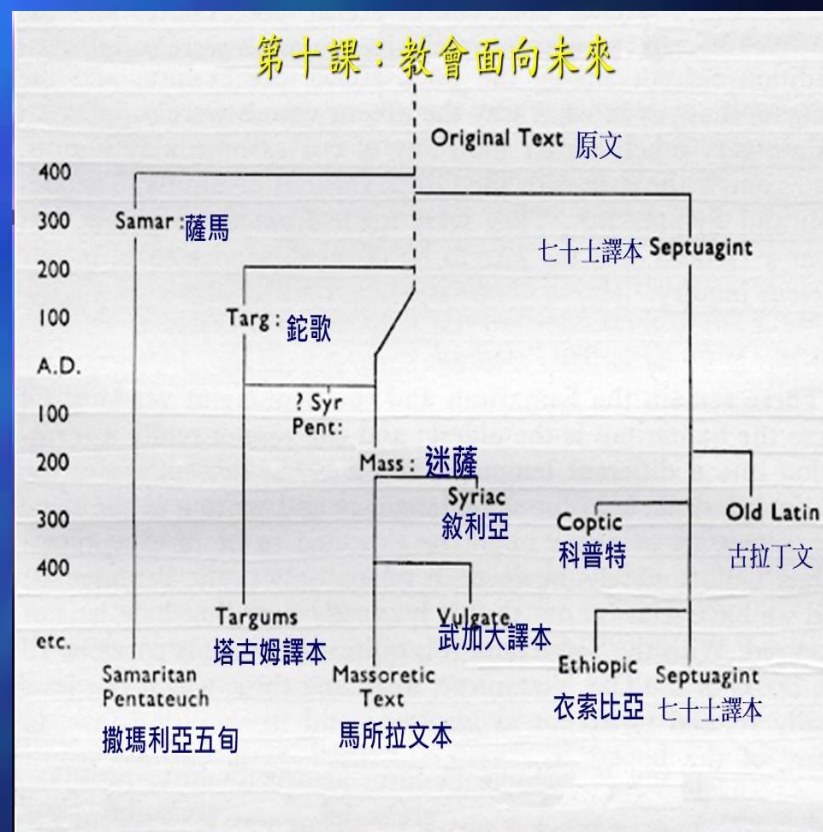 第十課：教會面向未來
Original Text 原文
400
300
Samar : 薩馬
七十士譯本 Septuagint
200
100
Targ : 鉈歌
A.D.
? Syr
Pent:
100
200
Mass : 迷薩
Syriac
敘利亞
300
Coptic
科普特
Old Latin
古拉丁文
400
Targums
塔古姆譯本
Vulgate
武加大譯本
etc.
Samaritan
Pentateuch
撒瑪利亞五旬
Massoretic
Text
馬所拉文本
Ethiopic
衣索比亞
Septuagint
七十士譯本